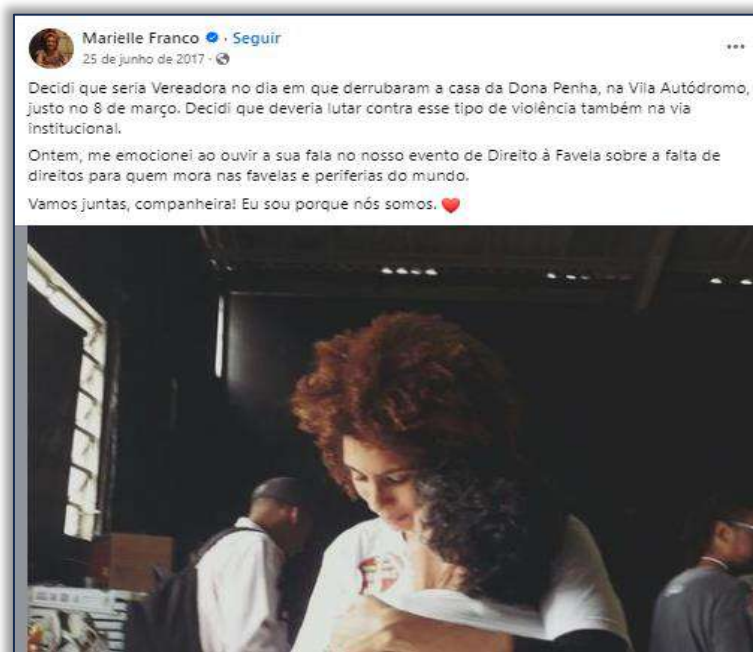 Marielle Franco · Seguir
25 de junho de 2017 ·
Decidi que seria Vereadora no dia em que derrubaram a casa da Dona Penha, na Vila Autódromo,
justo no 8 de março. Decidi que deveria lutar contra esse tipo de violência também na via
institucional.
Ontem, me emocionei ao ouvir a sua fala no nosso evento de Direito à Favela sobre a falta de
direitos para quem mora nas favelas e periferias do mundo.
Vamos juntas, companheira! Eu sou porque nós somos. ❤️